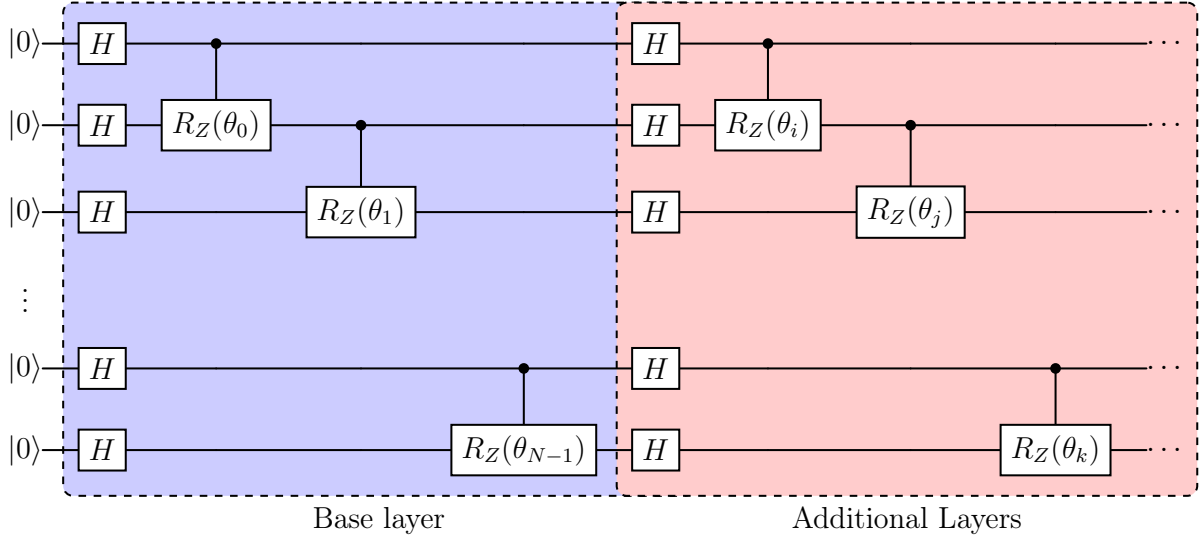 |0⟩ H H ⋯
|0⟩ H R_Z(θ_0) H R_Z(θ_i) ⋯
|0⟩ H R_Z(θ_1) H R_Z(θ_j) ⋯
⋮
|0⟩ H H ⋯
|0⟩ H R_Z(θ_{N−1}) H R_Z(θ_k) ⋯
Base layer
Additional Layers